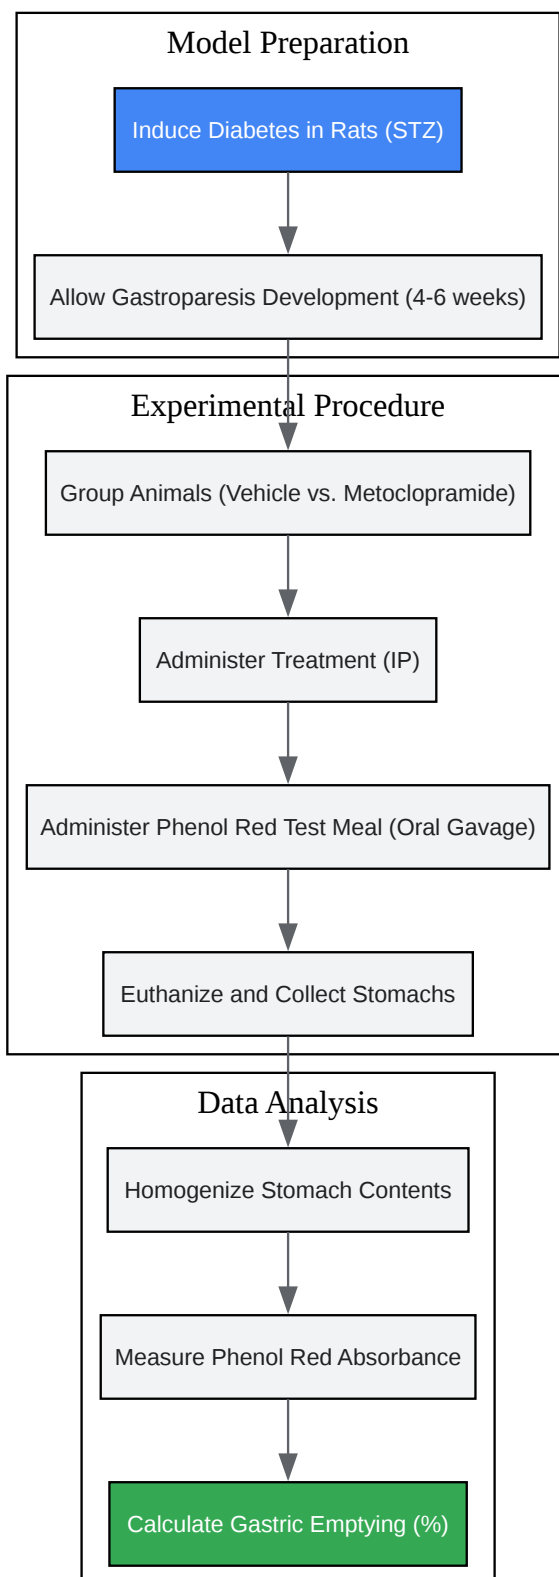 Model Preparation
Induce Diabetes in Rats (STZ)
Allow Gastroparesis Development (4-6 weeks)
Experimental Procedure
Group Animals (Vehicle vs. Metoclopramide)
Administer Treatment (IP)
Administer Phenol Red Test Meal (Oral Gavage)
Euthanize and Collect Stomachs
Data Analysis
Homogenize Stomach Contents
Measure Phenol Red Absorbance
Calculate Gastric Emptying (%)